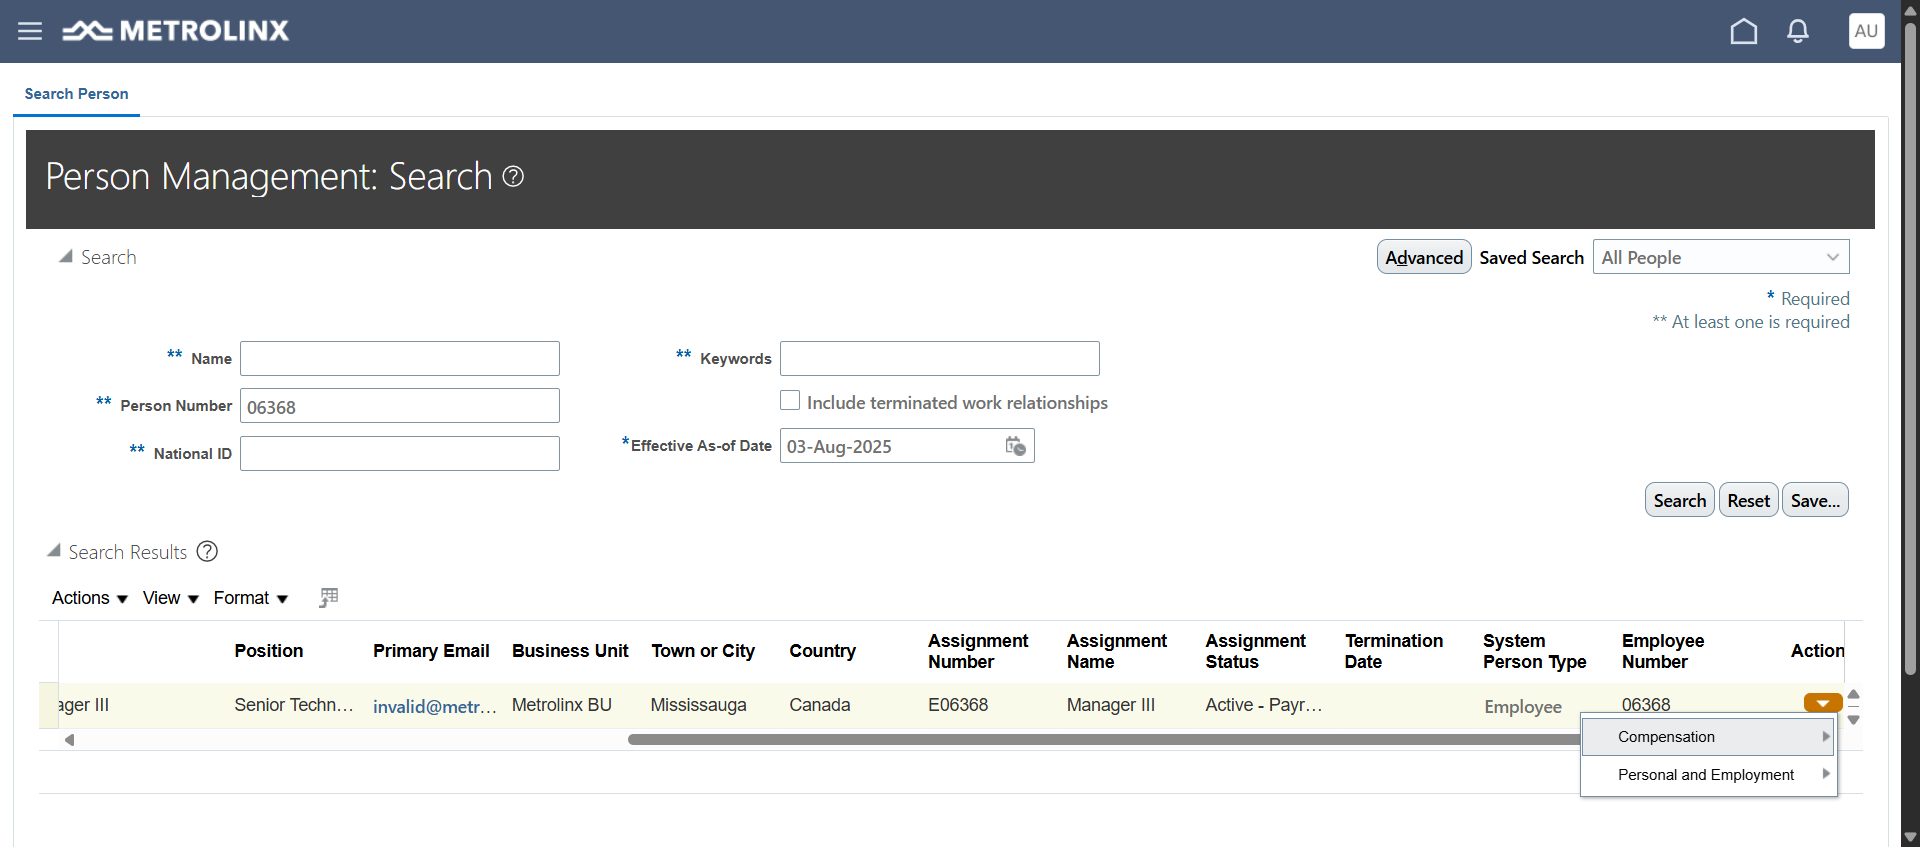 METROLINX
AU
Search Person
Person Management: Search
Search
Advanced Saved Search All People
* Required
** At least one is required
** Name
** Keywords
** Person Number 06368
Include terminated work relationships
** National ID
*Effective As-of Date 03-Aug-2025
Search Reset Save...
Search Results
Actions View Format
Position Primary Email Business Unit Town or City Country Assignment Number Assignment Name Assignment Status Termination Date System Person Type Employee Number Action
ager III Senior Techn... invalid@metr... Metrolinx BU Mississauga Canada E06368 Manager III Active - Payr... Employee 06368
Compensation
Personal and Employment